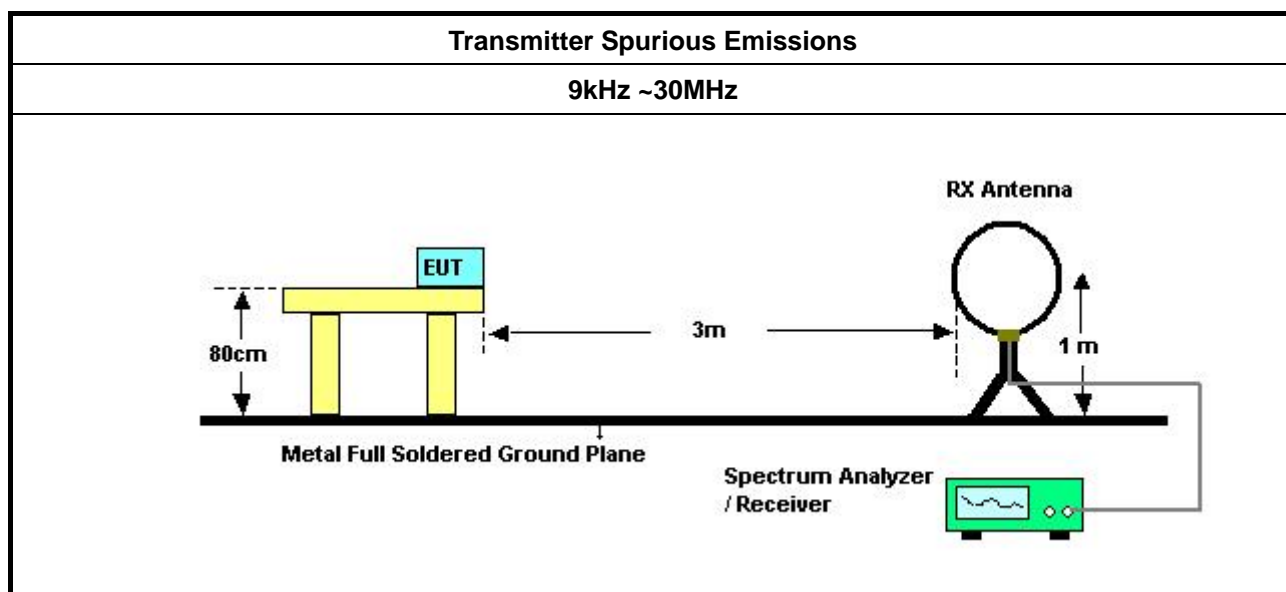 Transmitter Spurious Emissions
9kHz ~30MHz
RX Antenna
EUT
3m
80cm
1 m
Metal Full Soldered Ground Plane
Spectrum Analyzer
/ Receiver